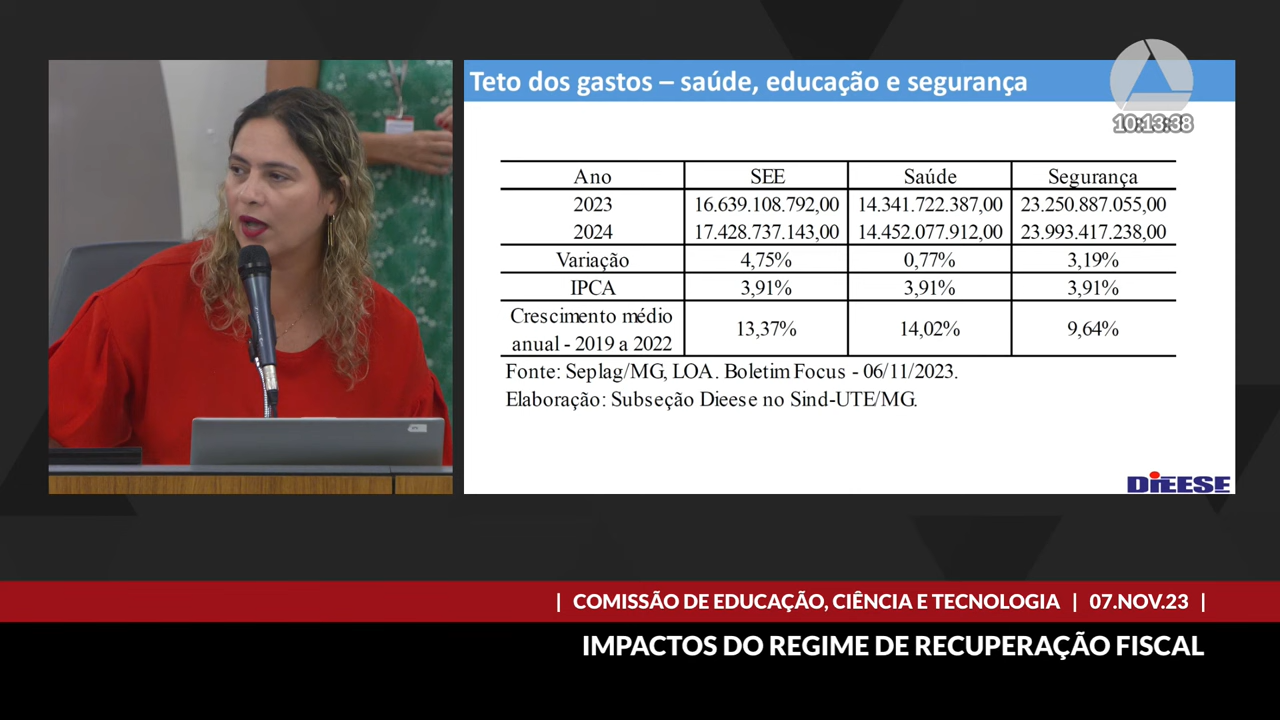 Teto dos gastos – saúde, educação e segurança
10:13:38
Ano SEE Saúde Segurança
2023 16.639.108.792,00 14.341.722.387,00 23.250.887.055,00
2024 17.428.737.143,00 14.452.077.912,00 23.993.417.238,00
Variação 4,75% 0,77% 3,19%
IPCA 3,91% 3,91% 3,91%
Crescimento médio
anual - 2019 a 2022 13,37% 14,02% 9,64%
Fonte: Seplag/MG, LOA. Boletim Focus - 06/11/2023.
Elaboração: Subseção Dieese no Sind-UTE/MG.
DIEESE
| COMISSÃO DE EDUCAÇÃO, CIÊNCIA E TECNOLOGIA | 07.NOV.23 |
IMPACTOS DO REGIME DE RECUPERAÇÃO FISCAL